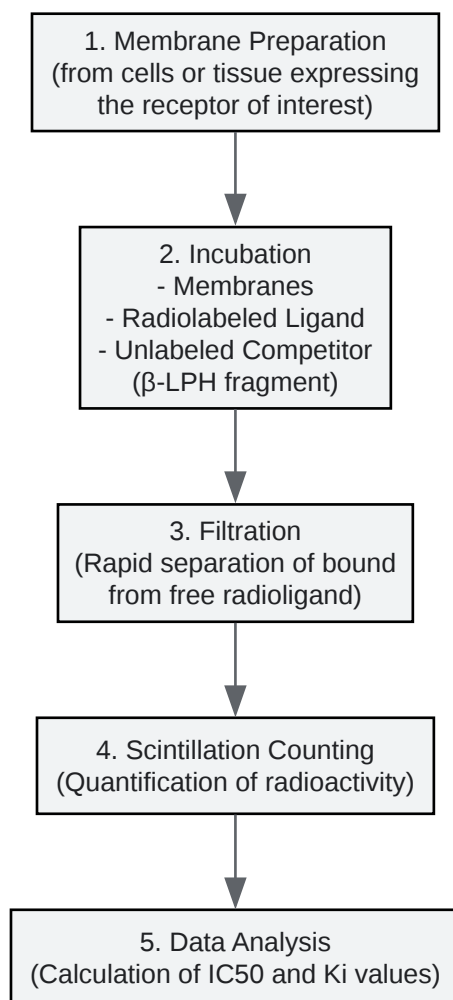 1. Membrane Preparation
(from cells or tissue expressing
the receptor of interest)
2. Incubation
- Membranes
- Radiolabeled Ligand
- Unlabeled Competitor
(β-LPH fragment)
3. Filtration
(Rapid separation of bound
from free radioligand)
4. Scintillation Counting
(Quantification of radioactivity)
5. Data Analysis
(Calculation of IC50 and Ki values)